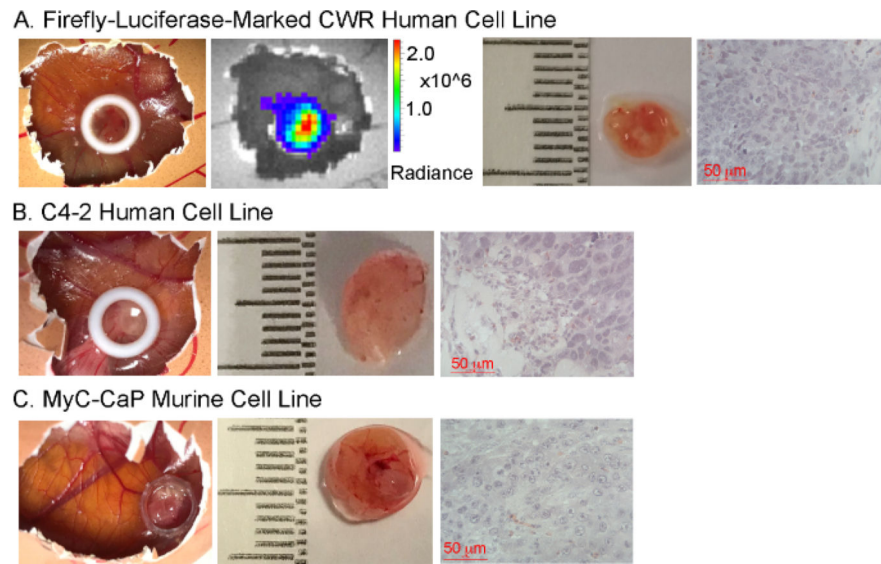 A. Firefly-Luciferase-Marked CWR Human Cell Line
2.0
x10^6
1.0
Radiance
50 µm
B. C4-2 Human Cell Line
50 µm
C. MyC-CaP Murine Cell Line
50 µm